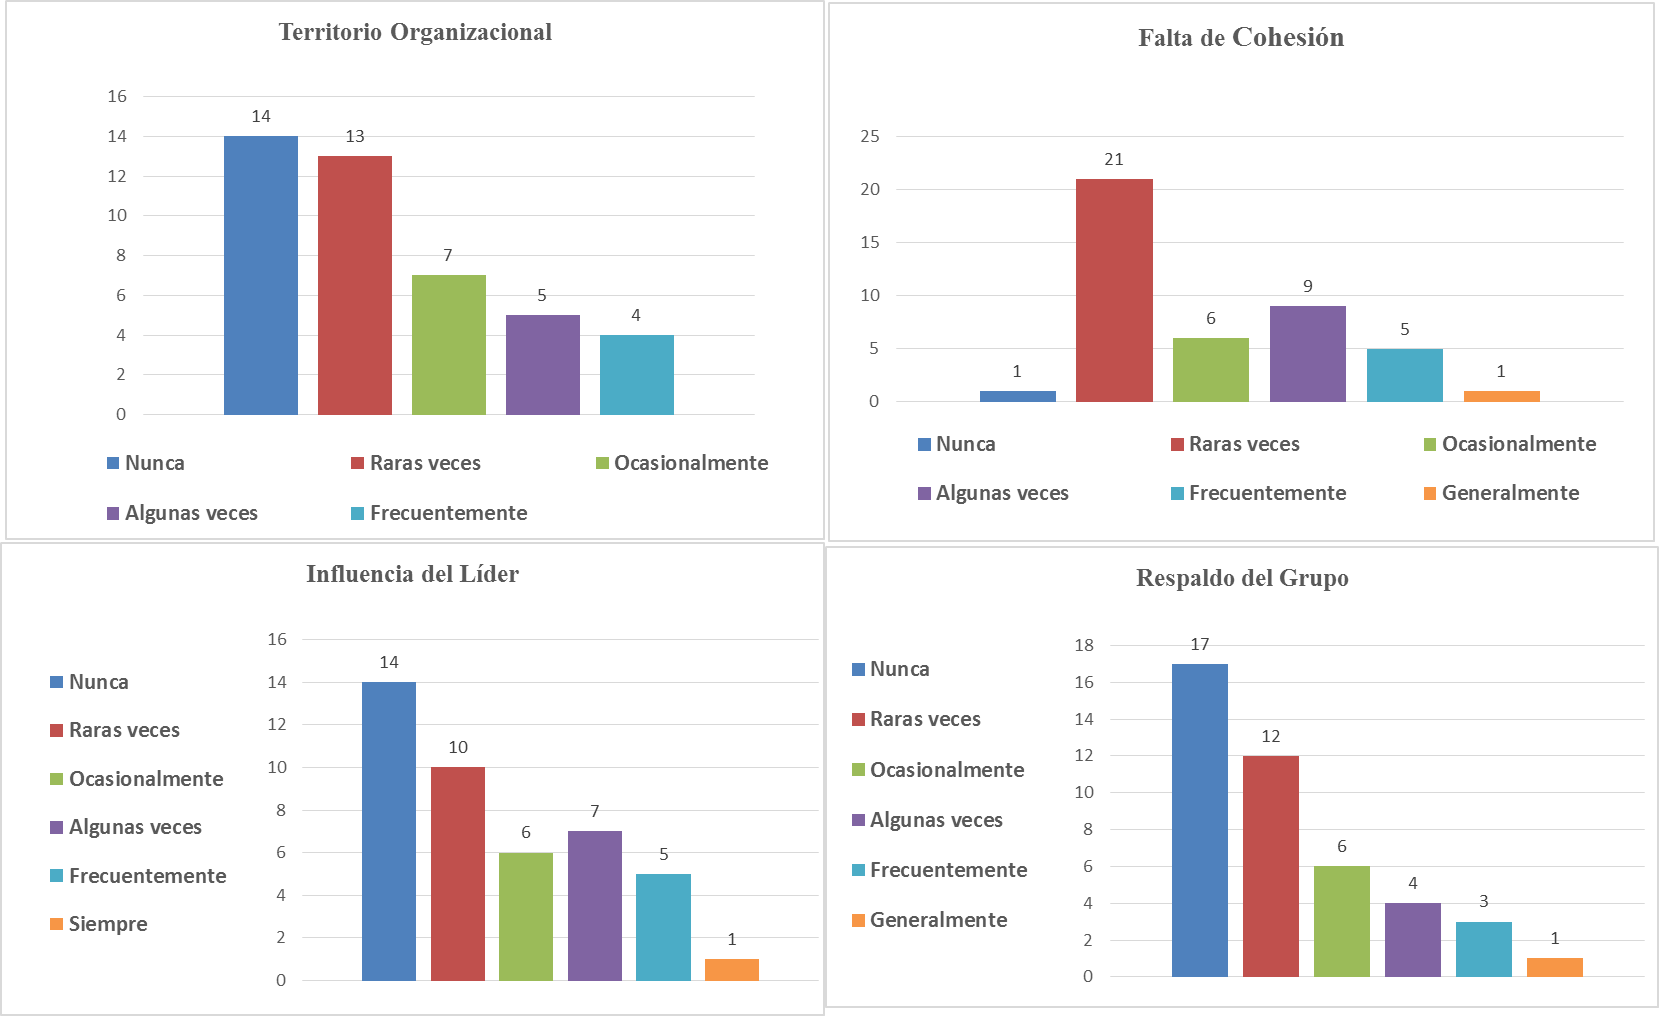 Territorio Organizacional
16
14
12
10
8
6
4
2
0
14
13
7
5
4
Nunca
Raras veces
Ocasionalmente
Algunas veces
Frecuentemente
Falta de Cohesión
25
20
15
10
5
0
1
21
6
9
5
1
Nunca
Raras veces
Ocasionalmente
Algunas veces
Frecuentemente
Generalmente
Influencia del Líder
Nunca
Raras veces
Ocasionalmente
Algunas veces
Frecuentemente
Siempre
16
14
12
10
8
6
4
2
0
14
10
6
7
5
1
Respaldo del Grupo
Nunca
Raras veces
Ocasionalmente
Algunas veces
Frecuentemente
Generalmente
18
16
14
12
10
8
6
4
2
0
17
12
6
4
3
1